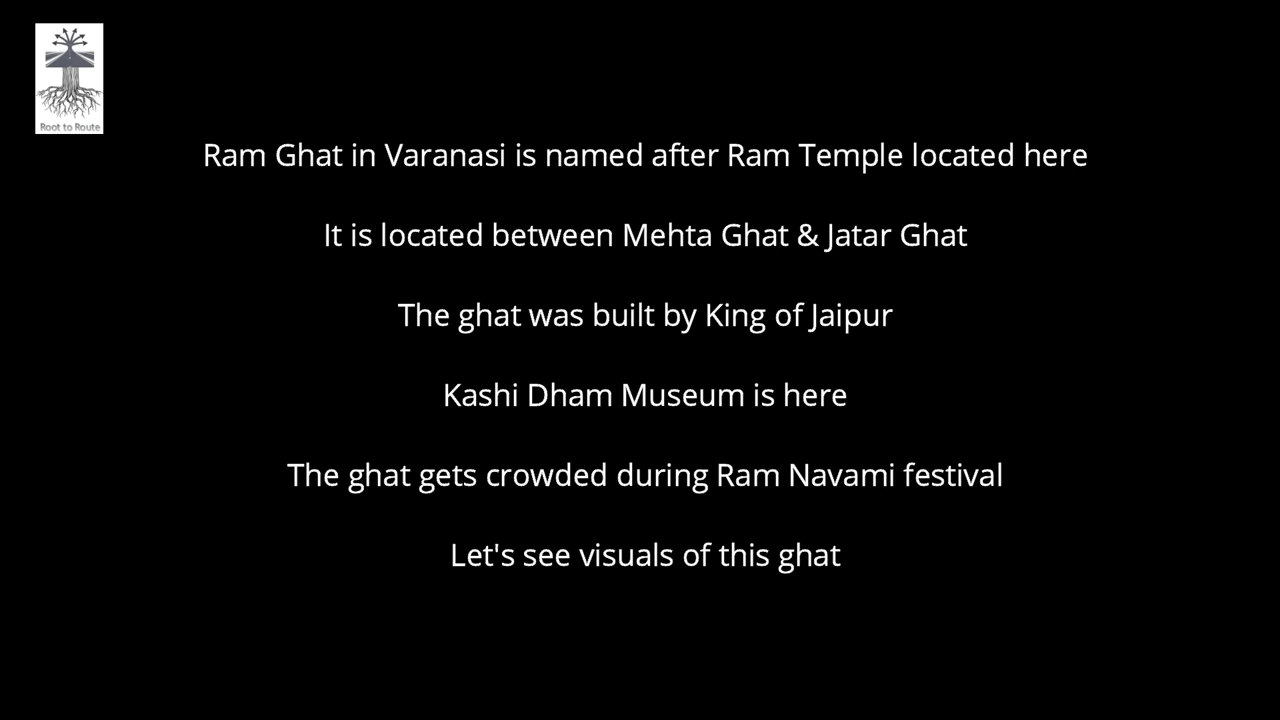 Root to Route
Ram Ghat in Varanasi is named after Ram Temple located here
It is located between Mehta Ghat & Jatar Ghat
The ghat was built by King of Jaipur
Kashi Dham Museum is here
The ghat gets crowded during Ram Navami festival
Let's see visuals of this ghat